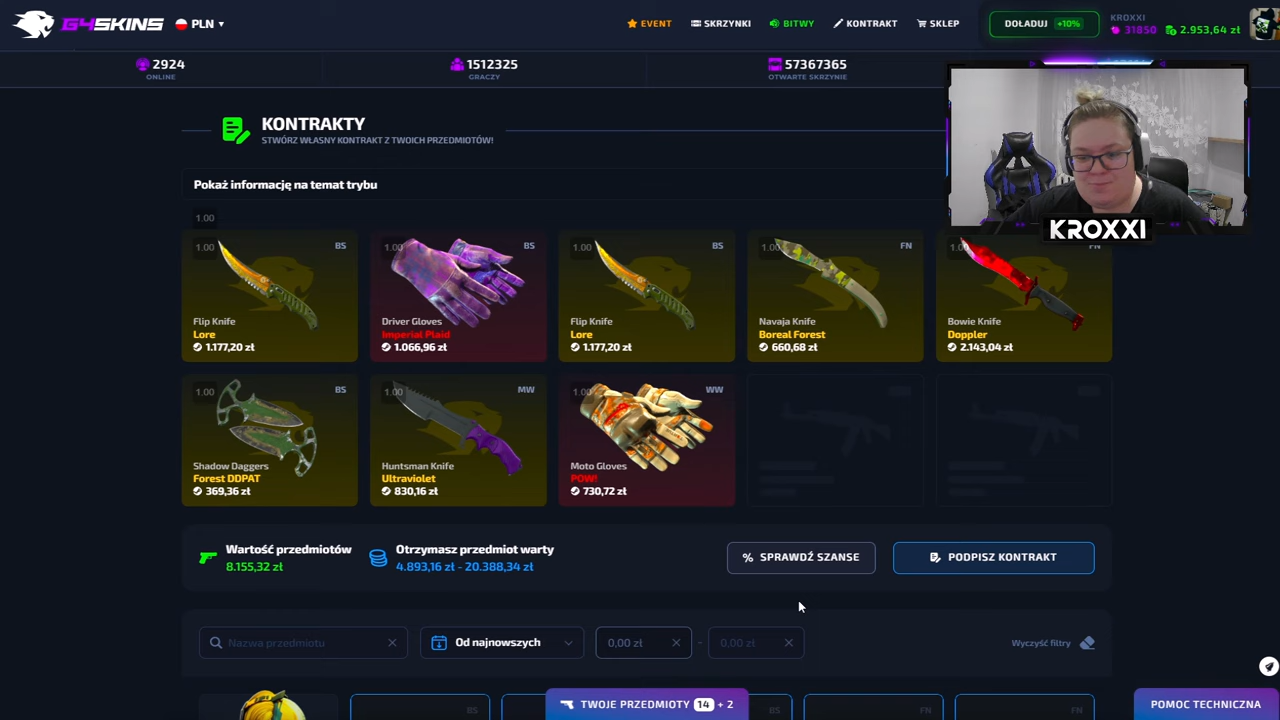 G4SKINS
PLN
EVENT
SKRZYNKI
BITWY
KONTRAKT
SKLEP
DOŁADUJ +10%
KROXXI
31850 2.953,64 zł
2924
ONLINE
1512325
GRACZY
57367365
OTWARTE SKRZYNIE
KONTRAKTY
STWÓRZ WŁASNY KONTRAKT Z TWOICH PRZEDMIOTÓW!
Pokaż informację na temat trybu
KROXXI
1.00
1.00 BS
Flip Knife
Lore
1.177,20 zł
1.00 BS
Driver Gloves
Imperial Plaid
1.066,96 zł
1.00 BS
Flip Knife
Lore
1.177,20 zł
1.00 FN
Navaja Knife
Boreal Forest
660,68 zł
1.00 FN
Bowie Knife
Doppler
2.143,04 zł
1.00 BS
Shadow Daggers
Forest DDPAT
369,36 zł
1.00 MW
Huntsman Knife
Ultraviolet
830,16 zł
1.00 WW
Moto Gloves
POW!
730,72 zł
Wartość przedmiotów
8.155,32 zł
Otrzymasz przedmiot warty
4.893,16 zł - 20.388,34 zł
% SPRAWDŹ SZANSE
PODPISZ KONTRAKT
Nazwa przedmiotu
Od najnowszych
0,00 zł - 0,00 zł
Wyczyść filtry
BS
BS
FN
FN
TWOJE PRZEDMIOTY 14 + 2
POMOC TECHNICZNA